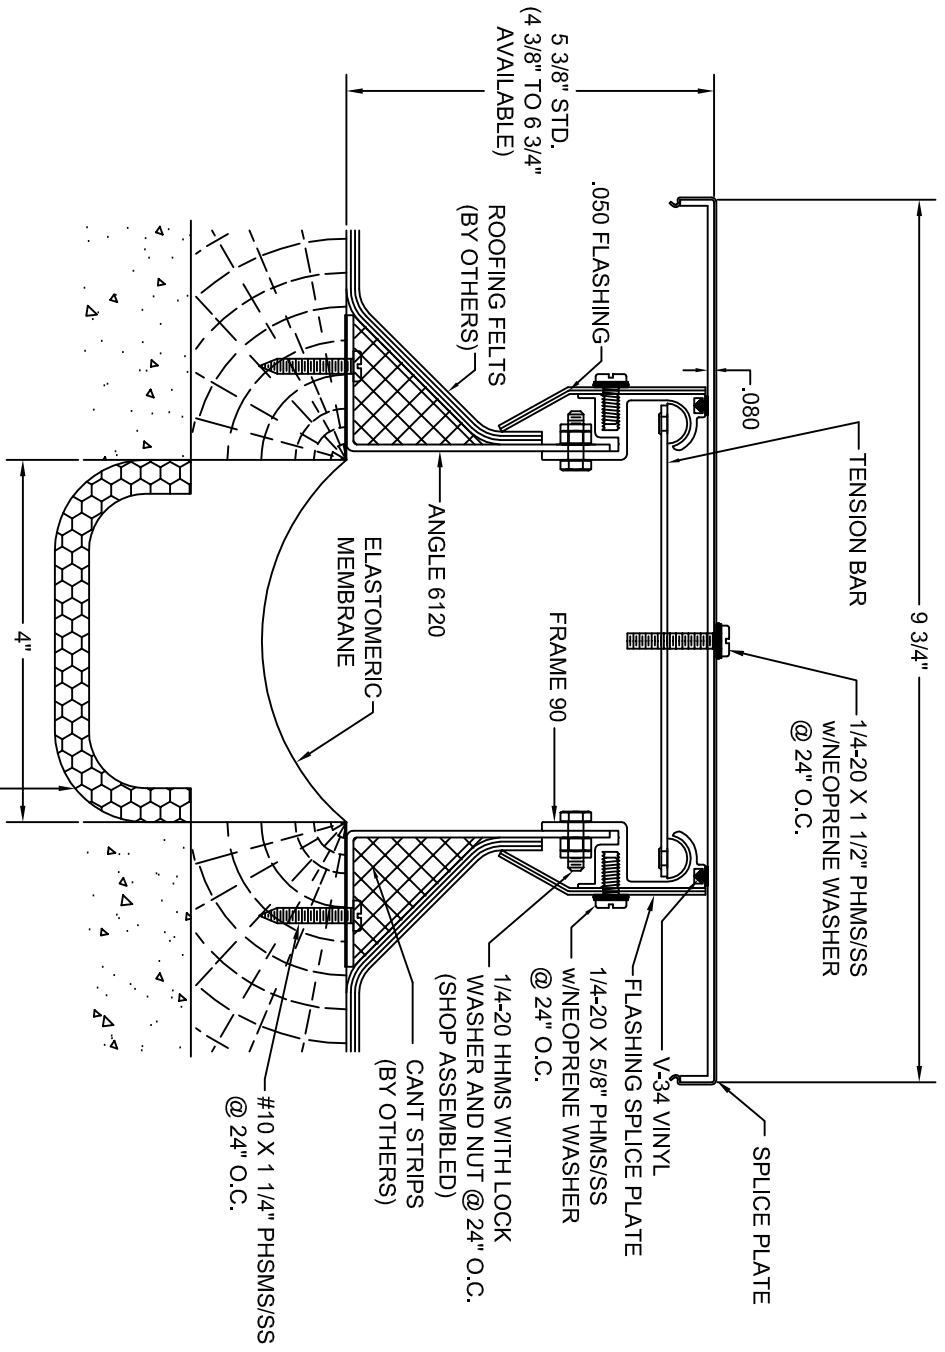 9 3/4"
SPLICE PLATE
TENSION BAR
.080
1/4-20 X 1 1/2" PHMS/SS
w/NEOPRENE WASHER
@ 24" O.C.
5 3/8" STD.
(4 3/8" TO 6 3/4"
AVAILABLE)
.050 FLASHING
ROOFING FELTS
(BY OTHERS)
V-34 VINYL
FLASHING SPLICE PLATE
1/4-20 X 5/8" PHMS/SS
w/NEOPRENE WASHER
@ 24" O.C.
FRAME 90
1/4-20 HHMS WITH LOCK
WASHER AND NUT @ 24" O.C.
(SHOP ASSEMBLED)
ANGLE 6120
CANT STRIPS
(BY OTHERS)
ELASTOMERIC
MEMBRANE
#10 X 1 1/4" PHSMS/SS
@ 24" O.C.
4"